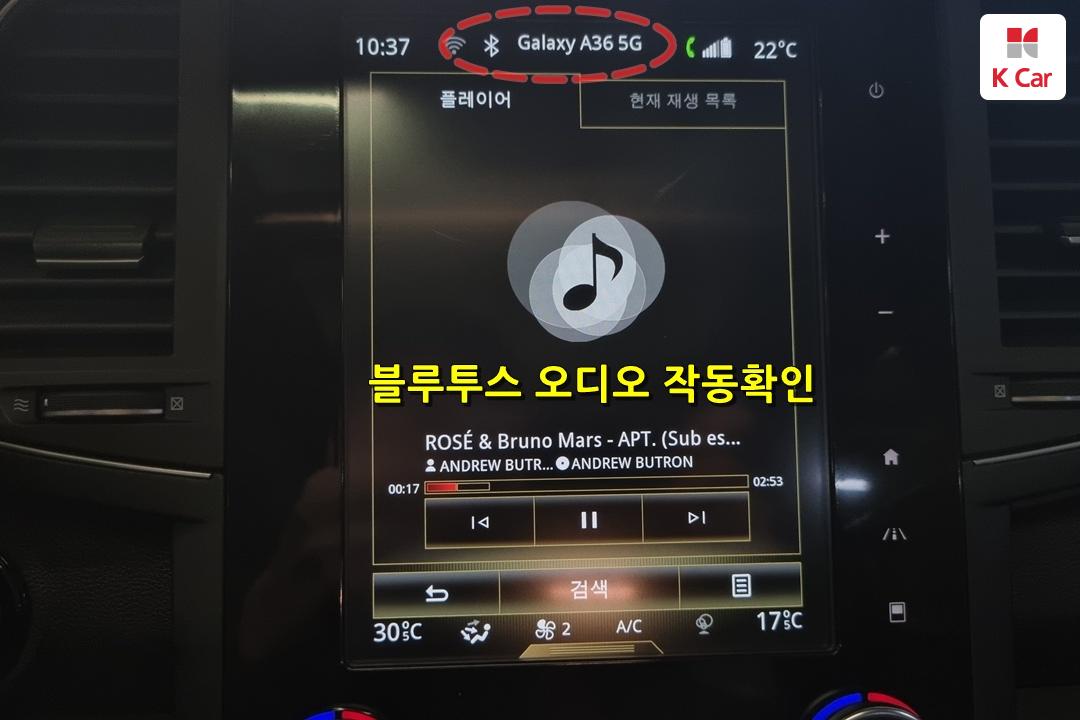 10:37 Galaxy A36 5G 22°C
K Car
플레이어 현재 재생 목록
블루투스 오디오 작동확인
ROSÉ & Bruno Mars - APT. (Sub es...
ANDREW BUTR... ANDREW BUTRON
00:17 02:53
검색
30°C 2 A/C 17°C